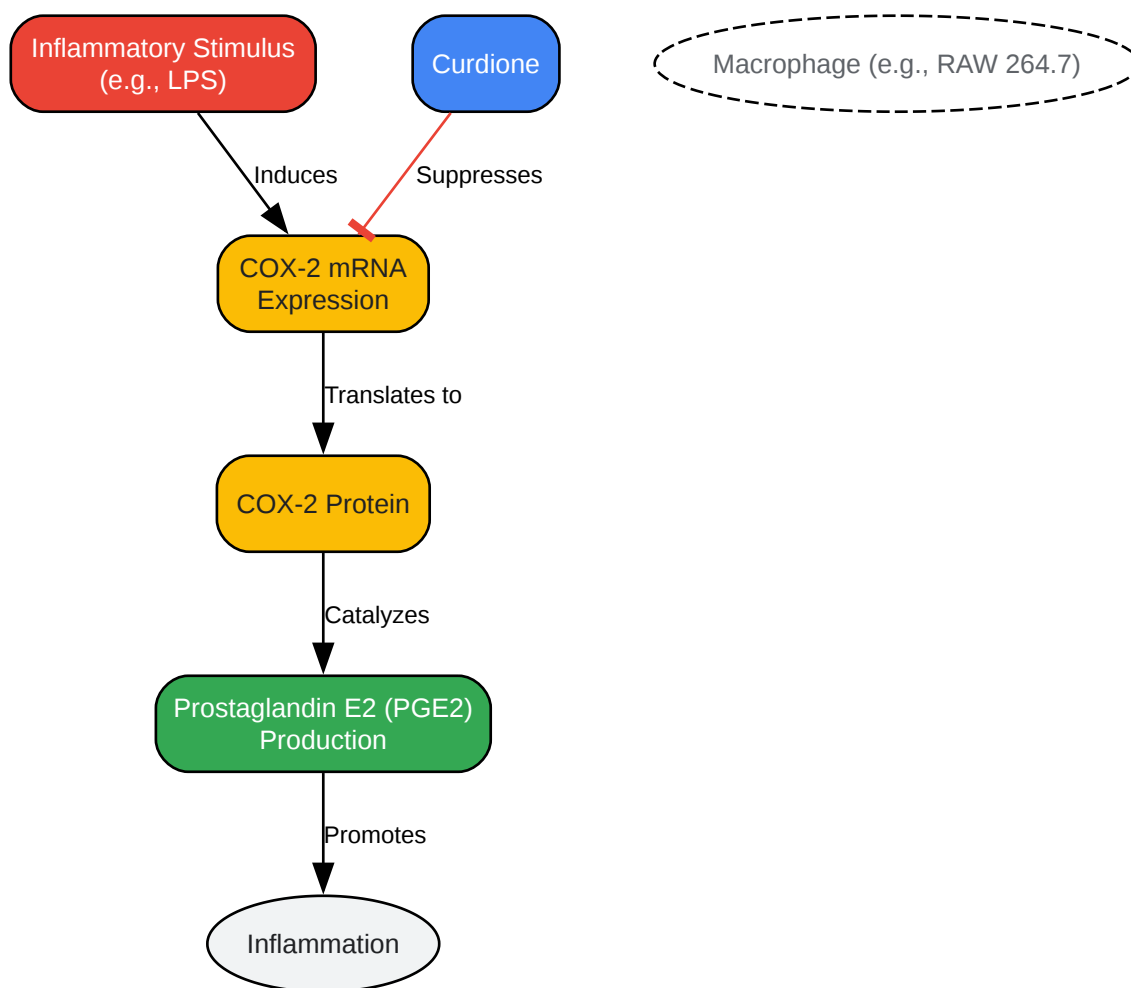 Inflammatory Stimulus
(e.g., LPS)
Curdione
Macrophage (e.g., RAW 264.7)
Induces
Suppresses
COX-2 mRNA
Expression
Translates to
COX-2 Protein
Catalyzes
Prostaglandin E2 (PGE2)
Production
Promotes
Inflammation